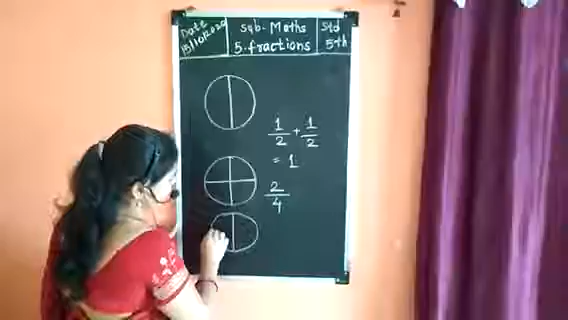 Date
15/10/2020
Sub-Maths
5. fractions
Std
5th
1/2 + 1/2
= 1
2/4